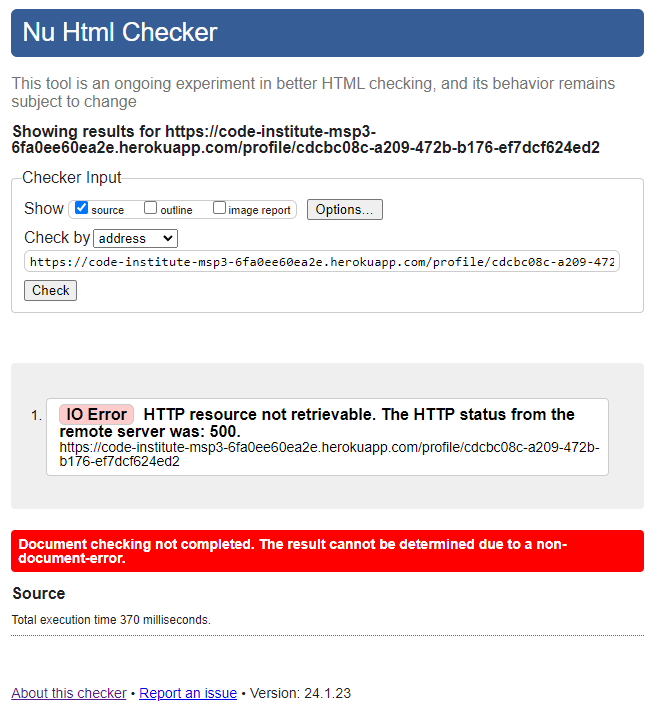 Nu Html Checker
This tool is an ongoing experiment in better HTML checking, and its behavior remains
subject to change
Showing results for https://code-institute-msp3-
6fa0ee60ea2e.herokuapp.com/profile/cdcbc08c-a209-472b-b176-ef7dcf624ed2
Checker Input
Show source outline image report Options...
Check by address
https://code-institute-msp3-6fa0ee60ea2e.herokuapp.com/profile/cdcbc08c-a209-472
Check
1. IO Error HTTP resource not retrievable. The HTTP status from the
remote server was: 500.
https://code-institute-msp3-6fa0ee60ea2e.herokuapp.com/profile/cdcbc08c-a209-472b-
b176-ef7dcf624ed2
Document checking not completed. The result cannot be determined due to a non-
document-error.
Source
Total execution time 370 milliseconds.
About this checker • Report an issue • Version: 24.1.23